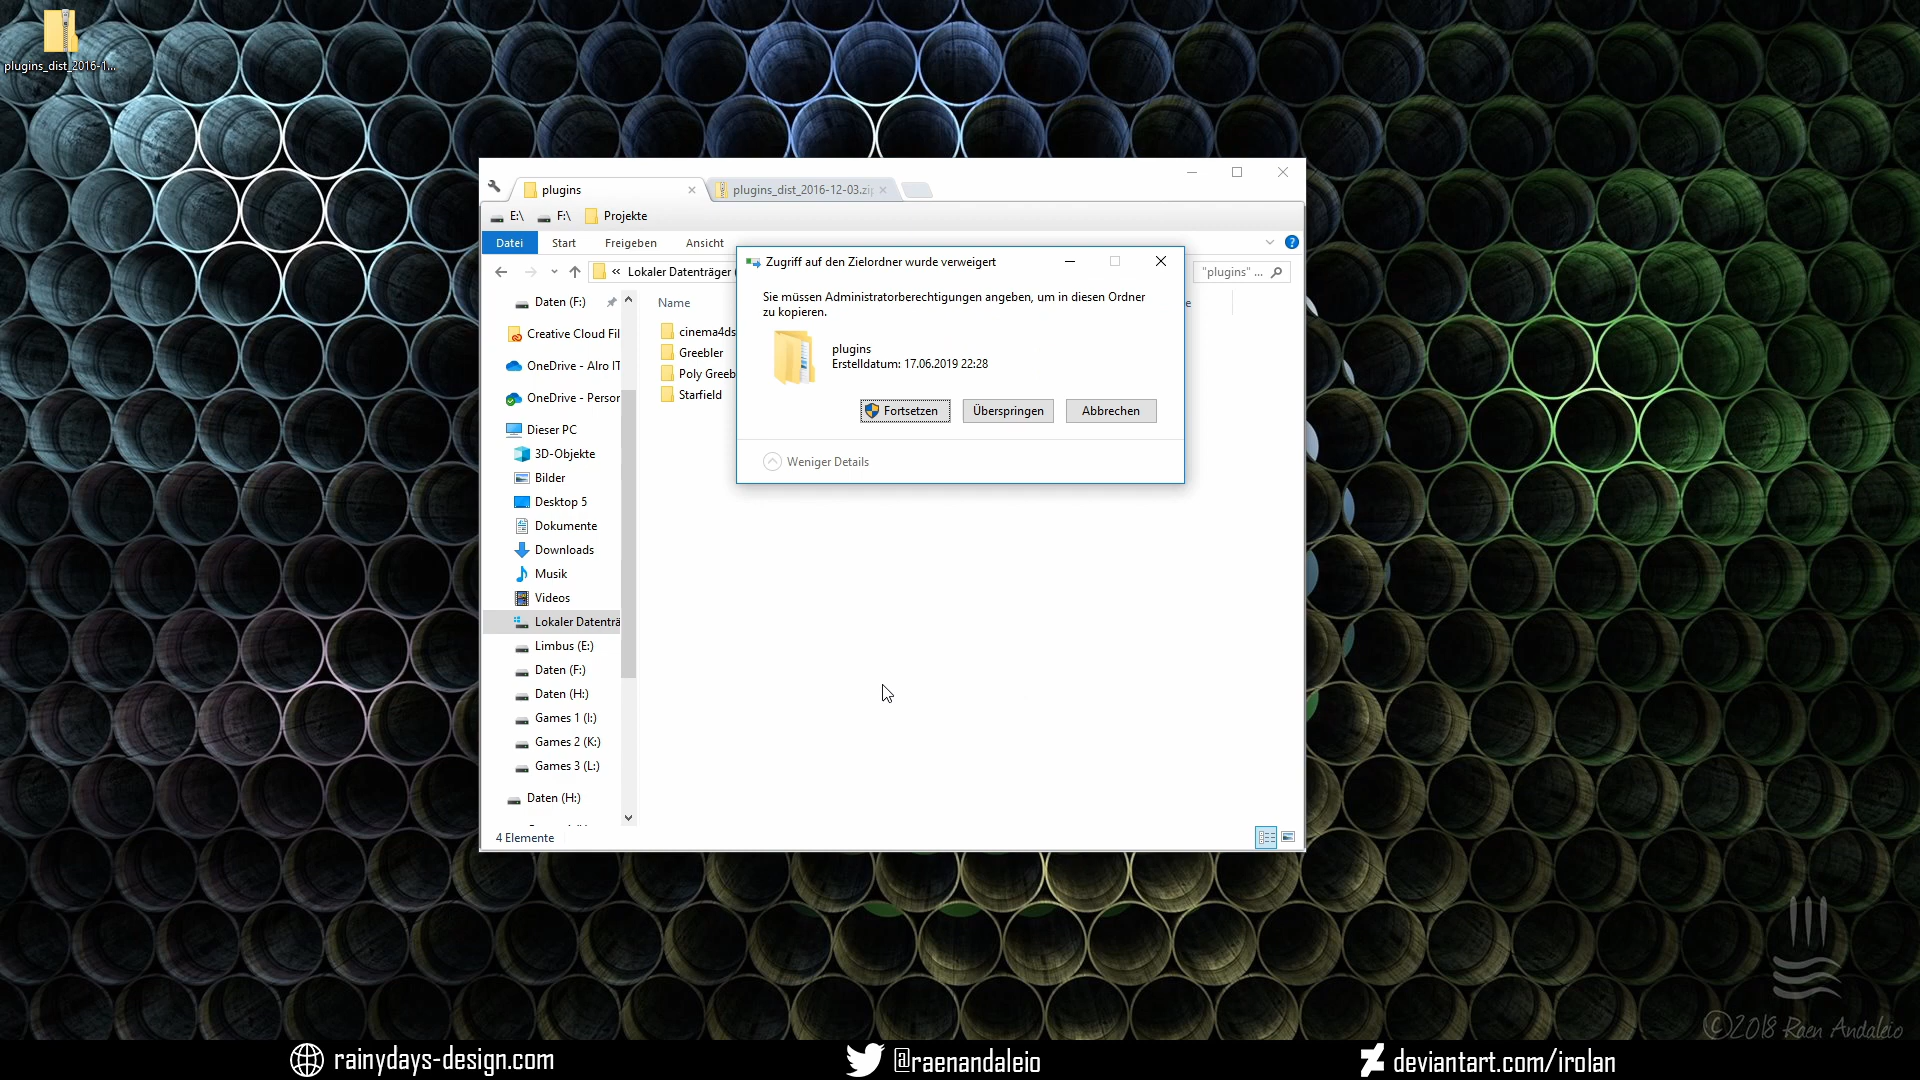 plugins_dist_2016-1...
plugins
plugins_dist_2016-12-03.zip
E:\
F:\
Projekte
Datei
Start
Freigeben
Ansicht
« Lokaler Datenträger (
"plugins" ...
Zugriff auf den Zielordner wurde verweigert
Sie müssen Administratorberechtigungen angeben, um in diesen Ordner
zu kopieren.
plugins
Erstelldatum: 17.06.2019 22:28
Fortsetzen
Überspringen
Abbrechen
Weniger Details
Name
cinema4ds
Greebler
Poly Greeb
Starfield
Daten (F:)
Creative Cloud Fil
OneDrive - Alro IT
OneDrive - Person
Dieser PC
3D-Objekte
Bilder
Desktop 5
Dokumente
Downloads
Musik
Videos
Lokaler Datenträ
Limbus (E:)
Daten (F:)
Daten (H:)
Games 1 (I:)
Games 2 (K:)
Games 3 (L:)
Daten (H:)
4 Elemente
©2018 Raen Andaleio
rainydays-design.com
@raenandaleio
deviantart.com/irolan